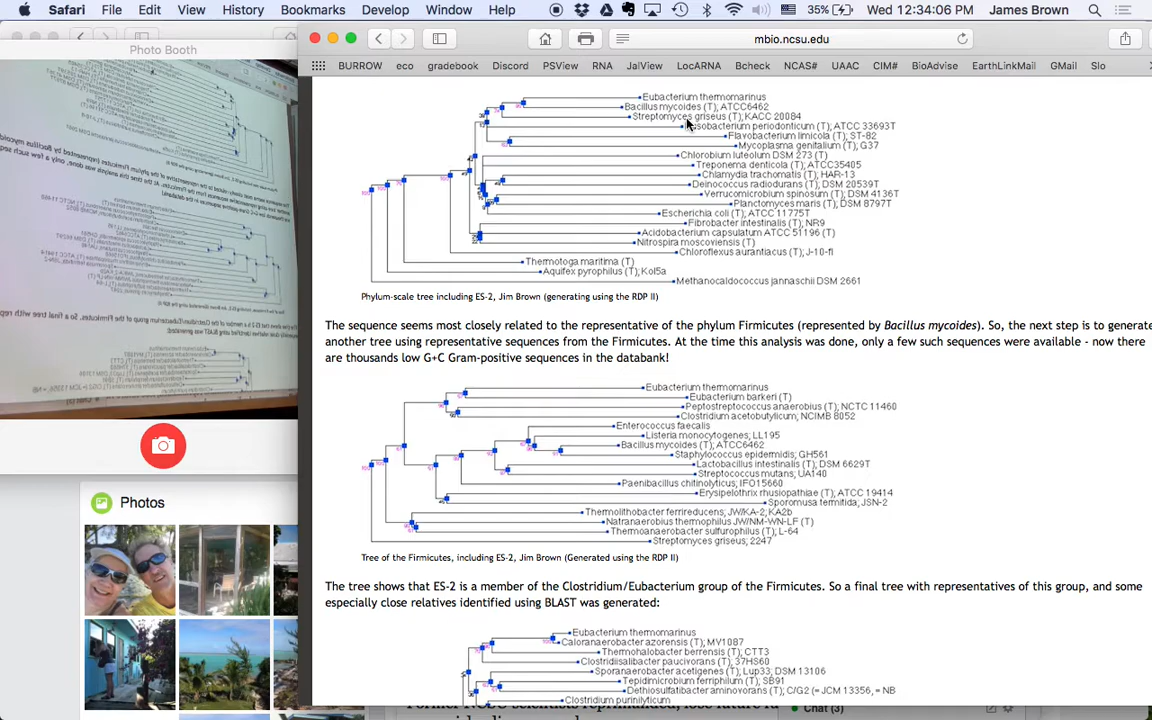 Safari File Edit View History Bookmarks Develop Window Help 35% Wed 12:34:06 PM James Brown
Photo Booth
mbio.ncsu.edu
BURROW eco gradebook Discord PSView RNA JalView LocARNA Bcheck NCAS# UAAC CIM# BioAdvise EarthLinkMail GMail Slo
Eubacterium thermomarinus
Bacillus mycoides (T); ATCC6462
Streptomyces griseus (T); KACC 20084
sobacterium periodonticum (T); ATCC 33693T
Flavobacterium limicola (T); ST-82
Mycoplasma genitalium (T); G37
Chlorobium luteolum DSM 273 (T)
Treponema denticola (T); ATCC35405
Chlamydia trachomatis (T); HAR-13
Deinococcus radiodurans (T); DSM 20539T
Verrucomicrobium spinosum (T); DSM 4136T
Planctomyces maris (T); DSM 8797T
Escherichia coli (T); ATCC 11775T
Fibrobacter intestinalis (T); NR9
Acidobacterium capsulatum ATCC 51196 (T)
Nitrospira moscoviensis (T)
Chloroflexus aurantiacus (T); J-10-fl
Thermotoga maritima (T)
Aquifex pyrophilus (T); Kol5a
Methanocaldococcus jannaschii DSM 2661
Phylum-scale tree including ES-2, Jim Brown (generating using the RDP II)
The sequence seems most closely related to the representative of the phylum Firmicutes (represented by Bacillus mycoides). So, the next step is to generate
another tree using representative sequences from the Firmicutes. At the time this analysis was done, only a few such sequences were available - now there
are thousands low G+C Gram-positive sequences in the databank!
Eubacterium thermomarinus
Eubacterium barkeri (T)
Peptostreptococcus anaerobius (T); NCTC 11460
Clostridium acetobutylicum; NCIMB 8052
Enterococcus faecalis
Listeria monocytogenes; LL195
Bacillus mycoides (T); ATCC6462
Staphylococcus epidermidis; GH561
Lactobacillus intestinalis (T); DSM 6629T
Streptococcus mutans; UA140
Paenibacillus chitinolyticus; IFO15660
Erysipelothrix rhusiopathiae (T); ATCC 19414
Sporomusa termitida; JSN-2
Thermolithobacter ferrireducens; JW/KA-2; KA2b
Natranaerobius thermophilus JW/NM-WN-LF (T)
Thermoanaerobacter sulfurophilus (T); L-64
Streptomyces griseus; 2247
Tree of the Firmicutes, including ES-2, Jim Brown (Generated using the RDP II)
The tree shows that ES-2 is a member of the Clostridium/Eubacterium group of the Firmicutes. So a final tree with representatives of this group, and some
especially close relatives identified using BLAST was generated:
Eubacterium thermomarinus
Caloranaerobacter azorensis (T); MV1087
Thermohalobacter berrensis (T); CTT3
Clostridiisalibacter paucivorans (T); 37HS60
Sporanaerobacter acetigenes (T); Lup33; DSM 13106
Tepidimicrobium ferriphilum (T); SB91
Dethiosulfatibacter aminovorans (T); C/G2 (= JCM 13356, = NB
Clostridium purinilyticum
Photos
Chat (3)